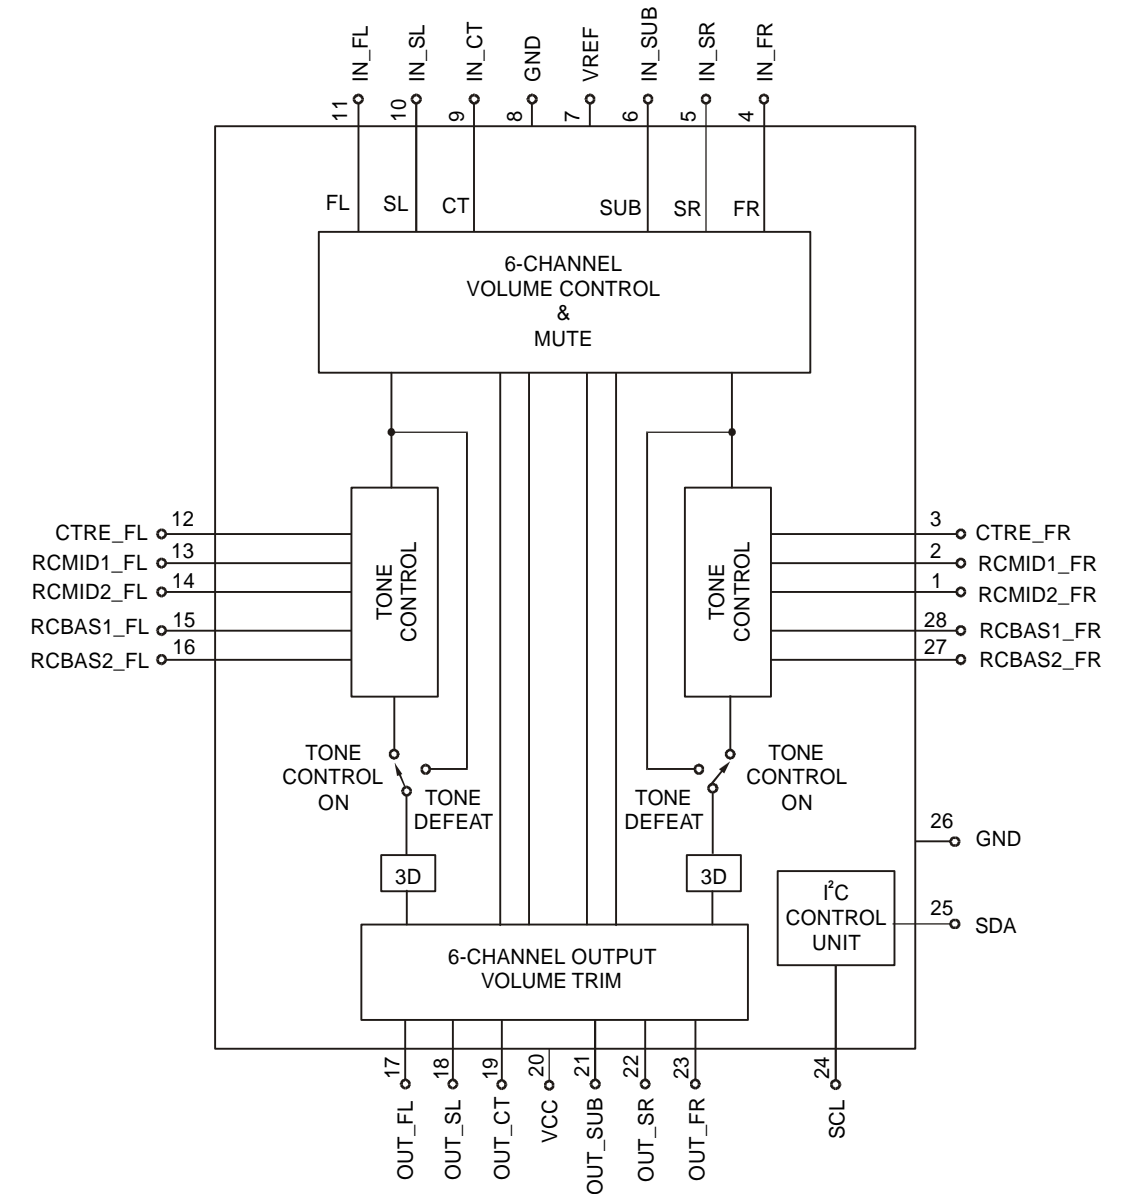 IN_FL
IN_SL
IN_CT
GND
VREF
IN_SUB
IN_SR
IN_FR
11
10
9
8
7
6
5
4
FL
SL
CT
SUB
SR
FR
6-CHANNEL
VOLUME CONTROL
&
MUTE
CTRE_FL
12
RCMID1_FL
13
RCMID2_FL
14
RCBAS1_FL
15
RCBAS2_FL
16
TONE
CONTROL
TONE
CONTROL
3
CTRE_FR
2
RCMID1_FR
1
RCMID2_FR
28
RCBAS1_FR
27
RCBAS2_FR
TONE
CONTROL
ON
TONE
DEFEAT
TONE
DEFEAT
TONE
CONTROL
ON
3D
3D
26
GND
I²C
CONTROL
UNIT
25
SDA
6-CHANNEL OUTPUT
VOLUME TRIM
17
18
19
20
21
22
23
24
OUT_FL
OUT_SL
OUT_CT
VCC
OUT_SUB
OUT_SR
OUT_FR
SCL